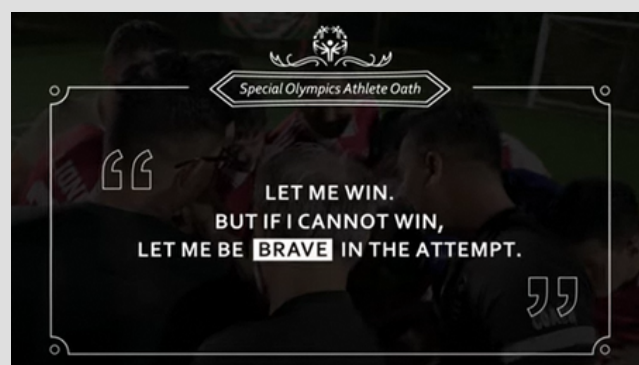 Special Olympics Athlete Oath
LET ME WIN.
BUT IF I CANNOT WIN,
LET ME BE BRAVE IN THE ATTEMPT.